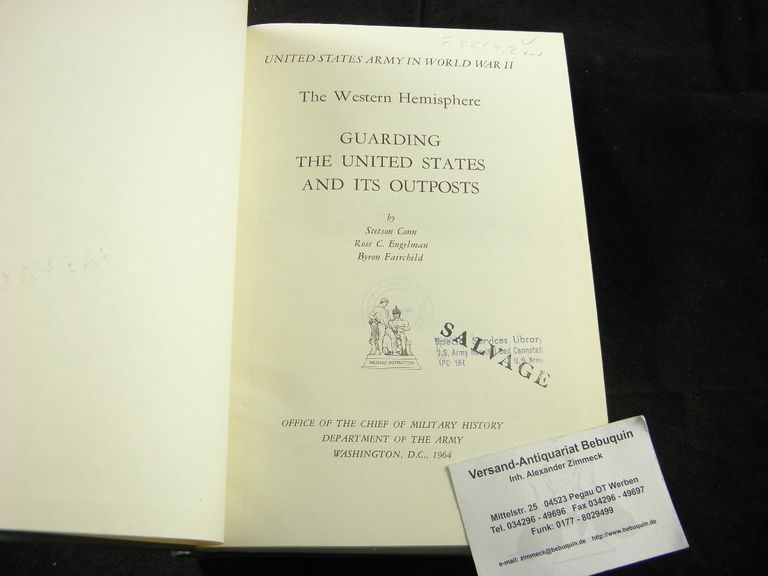 UNITED STATES ARMY IN WORLD WAR II
The Western Hemisphere
GUARDING
THE UNITED STATES
AND ITS OUTPOSTS
by
Stetson Conn
Rose C. Engelman
Byron Fairchild
SALVAGE
Special Services Library
U.S. Army Bad Cannstatt
APO 154
OFFICE OF THE CHIEF OF MILITARY HISTORY
DEPARTMENT OF THE ARMY
WASHINGTON, D.C., 1964
Versand-Antiquariat Bebuquin
Inh. Alexander Zimmeck
Mittelstr. 25 04523 Pegau OT Werben
Tel. 034296 - 49696 Fax 034296 - 49697
Funk: 0177 - 8029499
e-mail: zimmeck@bebuquin.de http://www.bebuquin.de